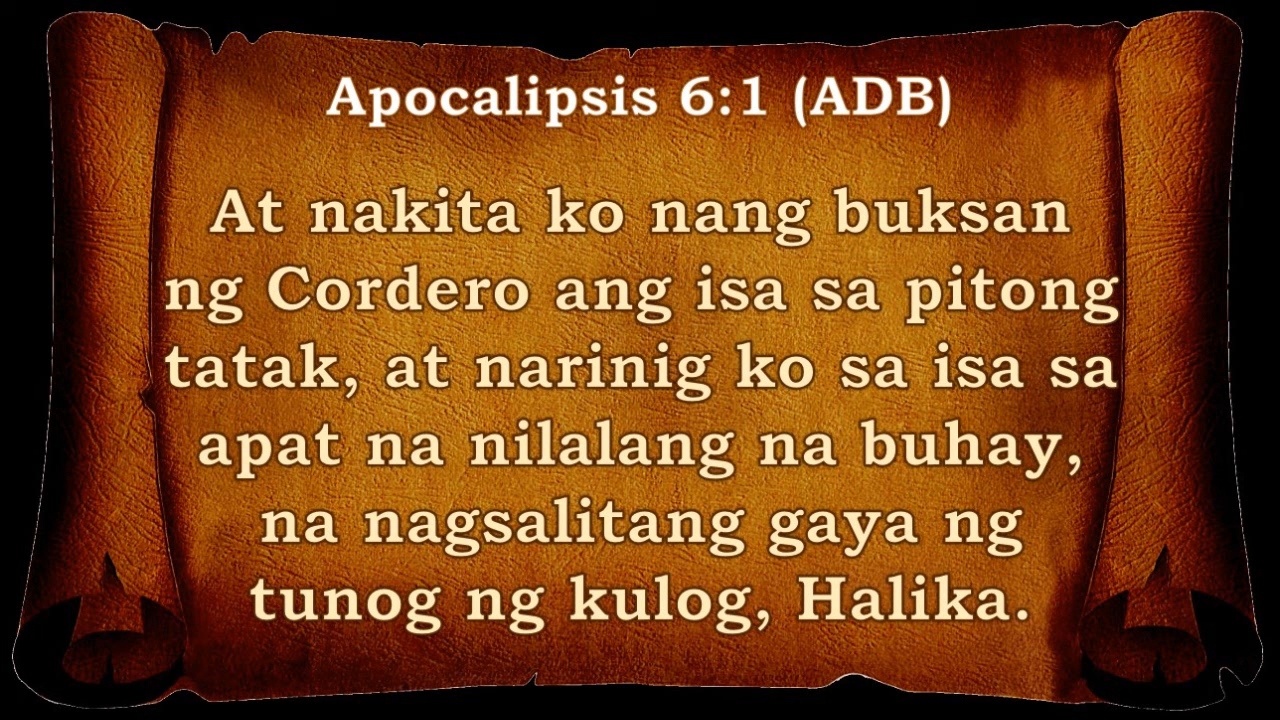 Apocalipsis 6:1 (ADB)
At nakita ko nang buksan
ng Cordero ang isa sa pitong
tatak, at narinig ko sa isa sa
apat na nilalang na buhay,
na nagsalitang gaya ng
tunog ng kulog, Halika.